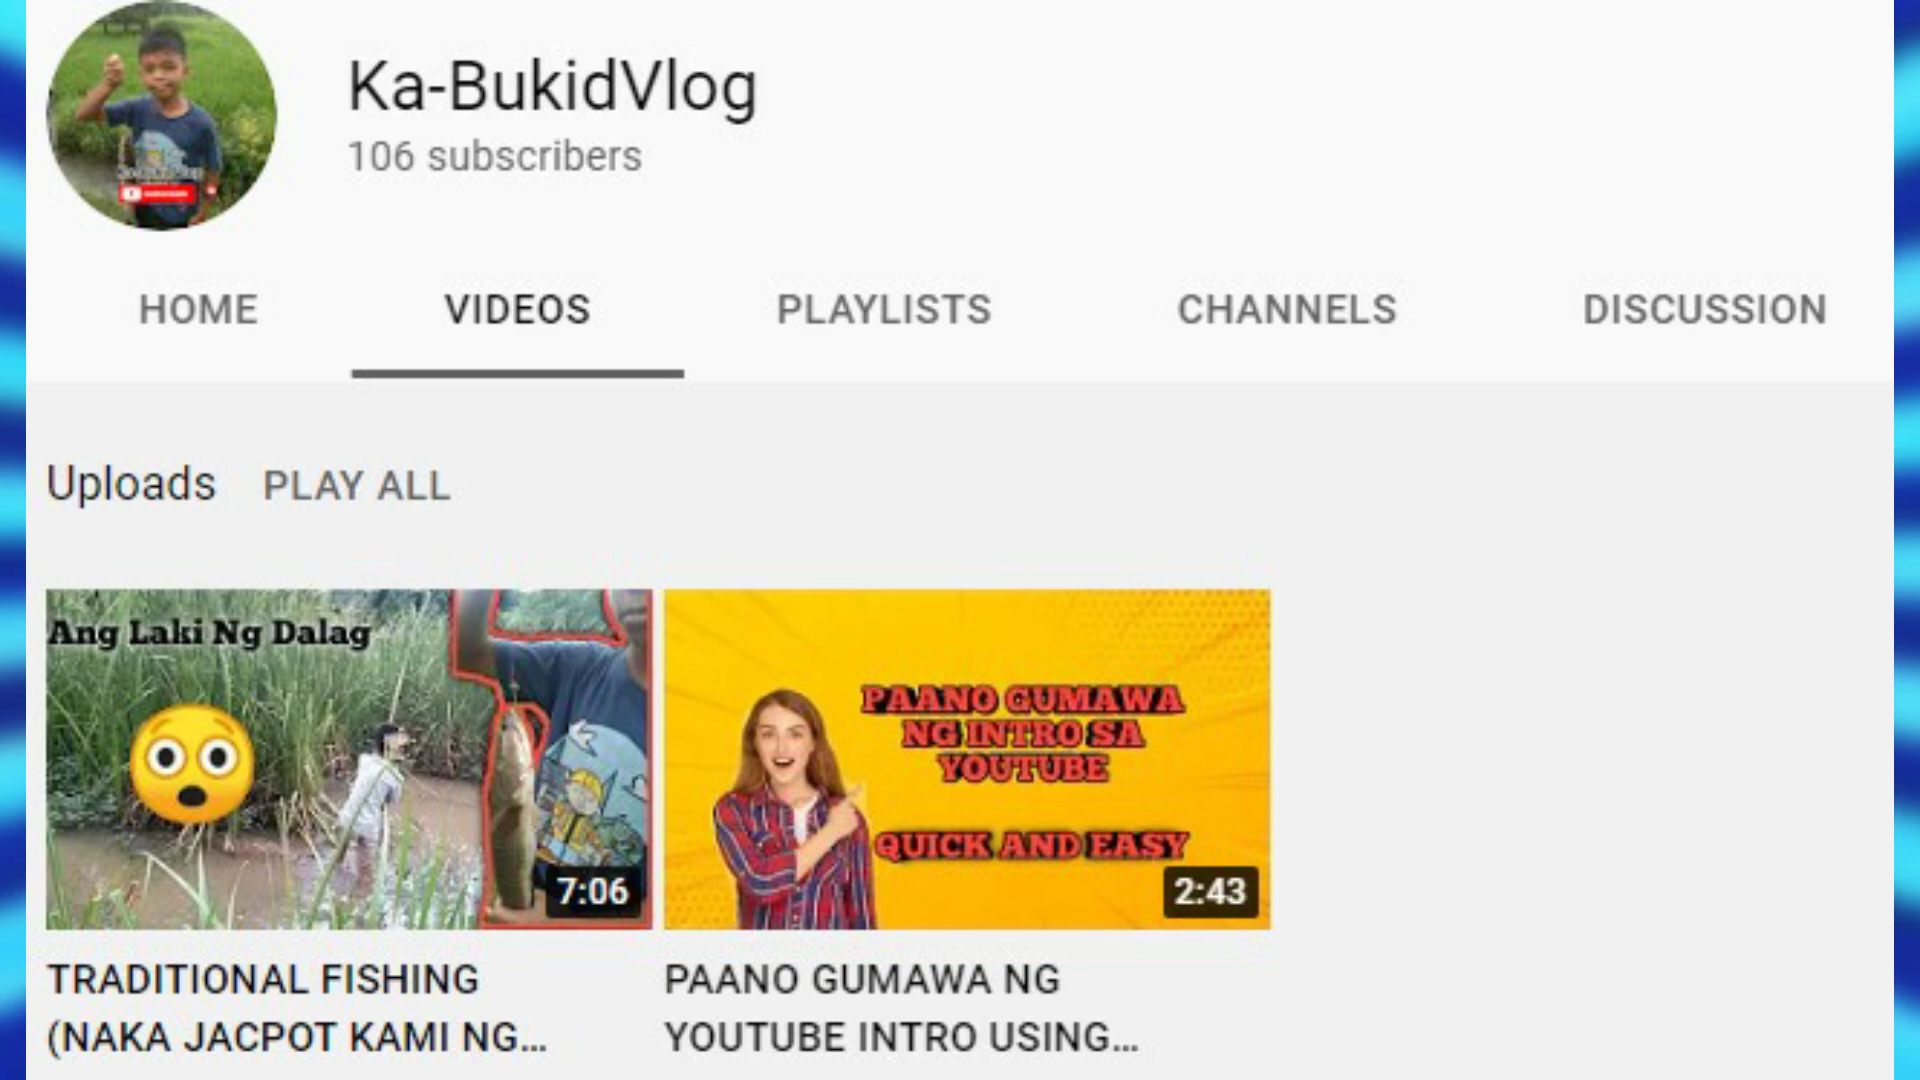 Ka-BukidVlog
106 subscribers
HOME VIDEOS PLAYLISTS CHANNELS DISCUSSION
Uploads PLAY ALL
Ang Laki Ng Dalag
7:06
PAANO GUMAWA
NG INTRO SA
YOUTUBE
QUICK AND EASY
2:43
TRADITIONAL FISHING
(NAKA JACPOT KAMI NG...
PAANO GUMAWA NG
YOUTUBE INTRO USING...